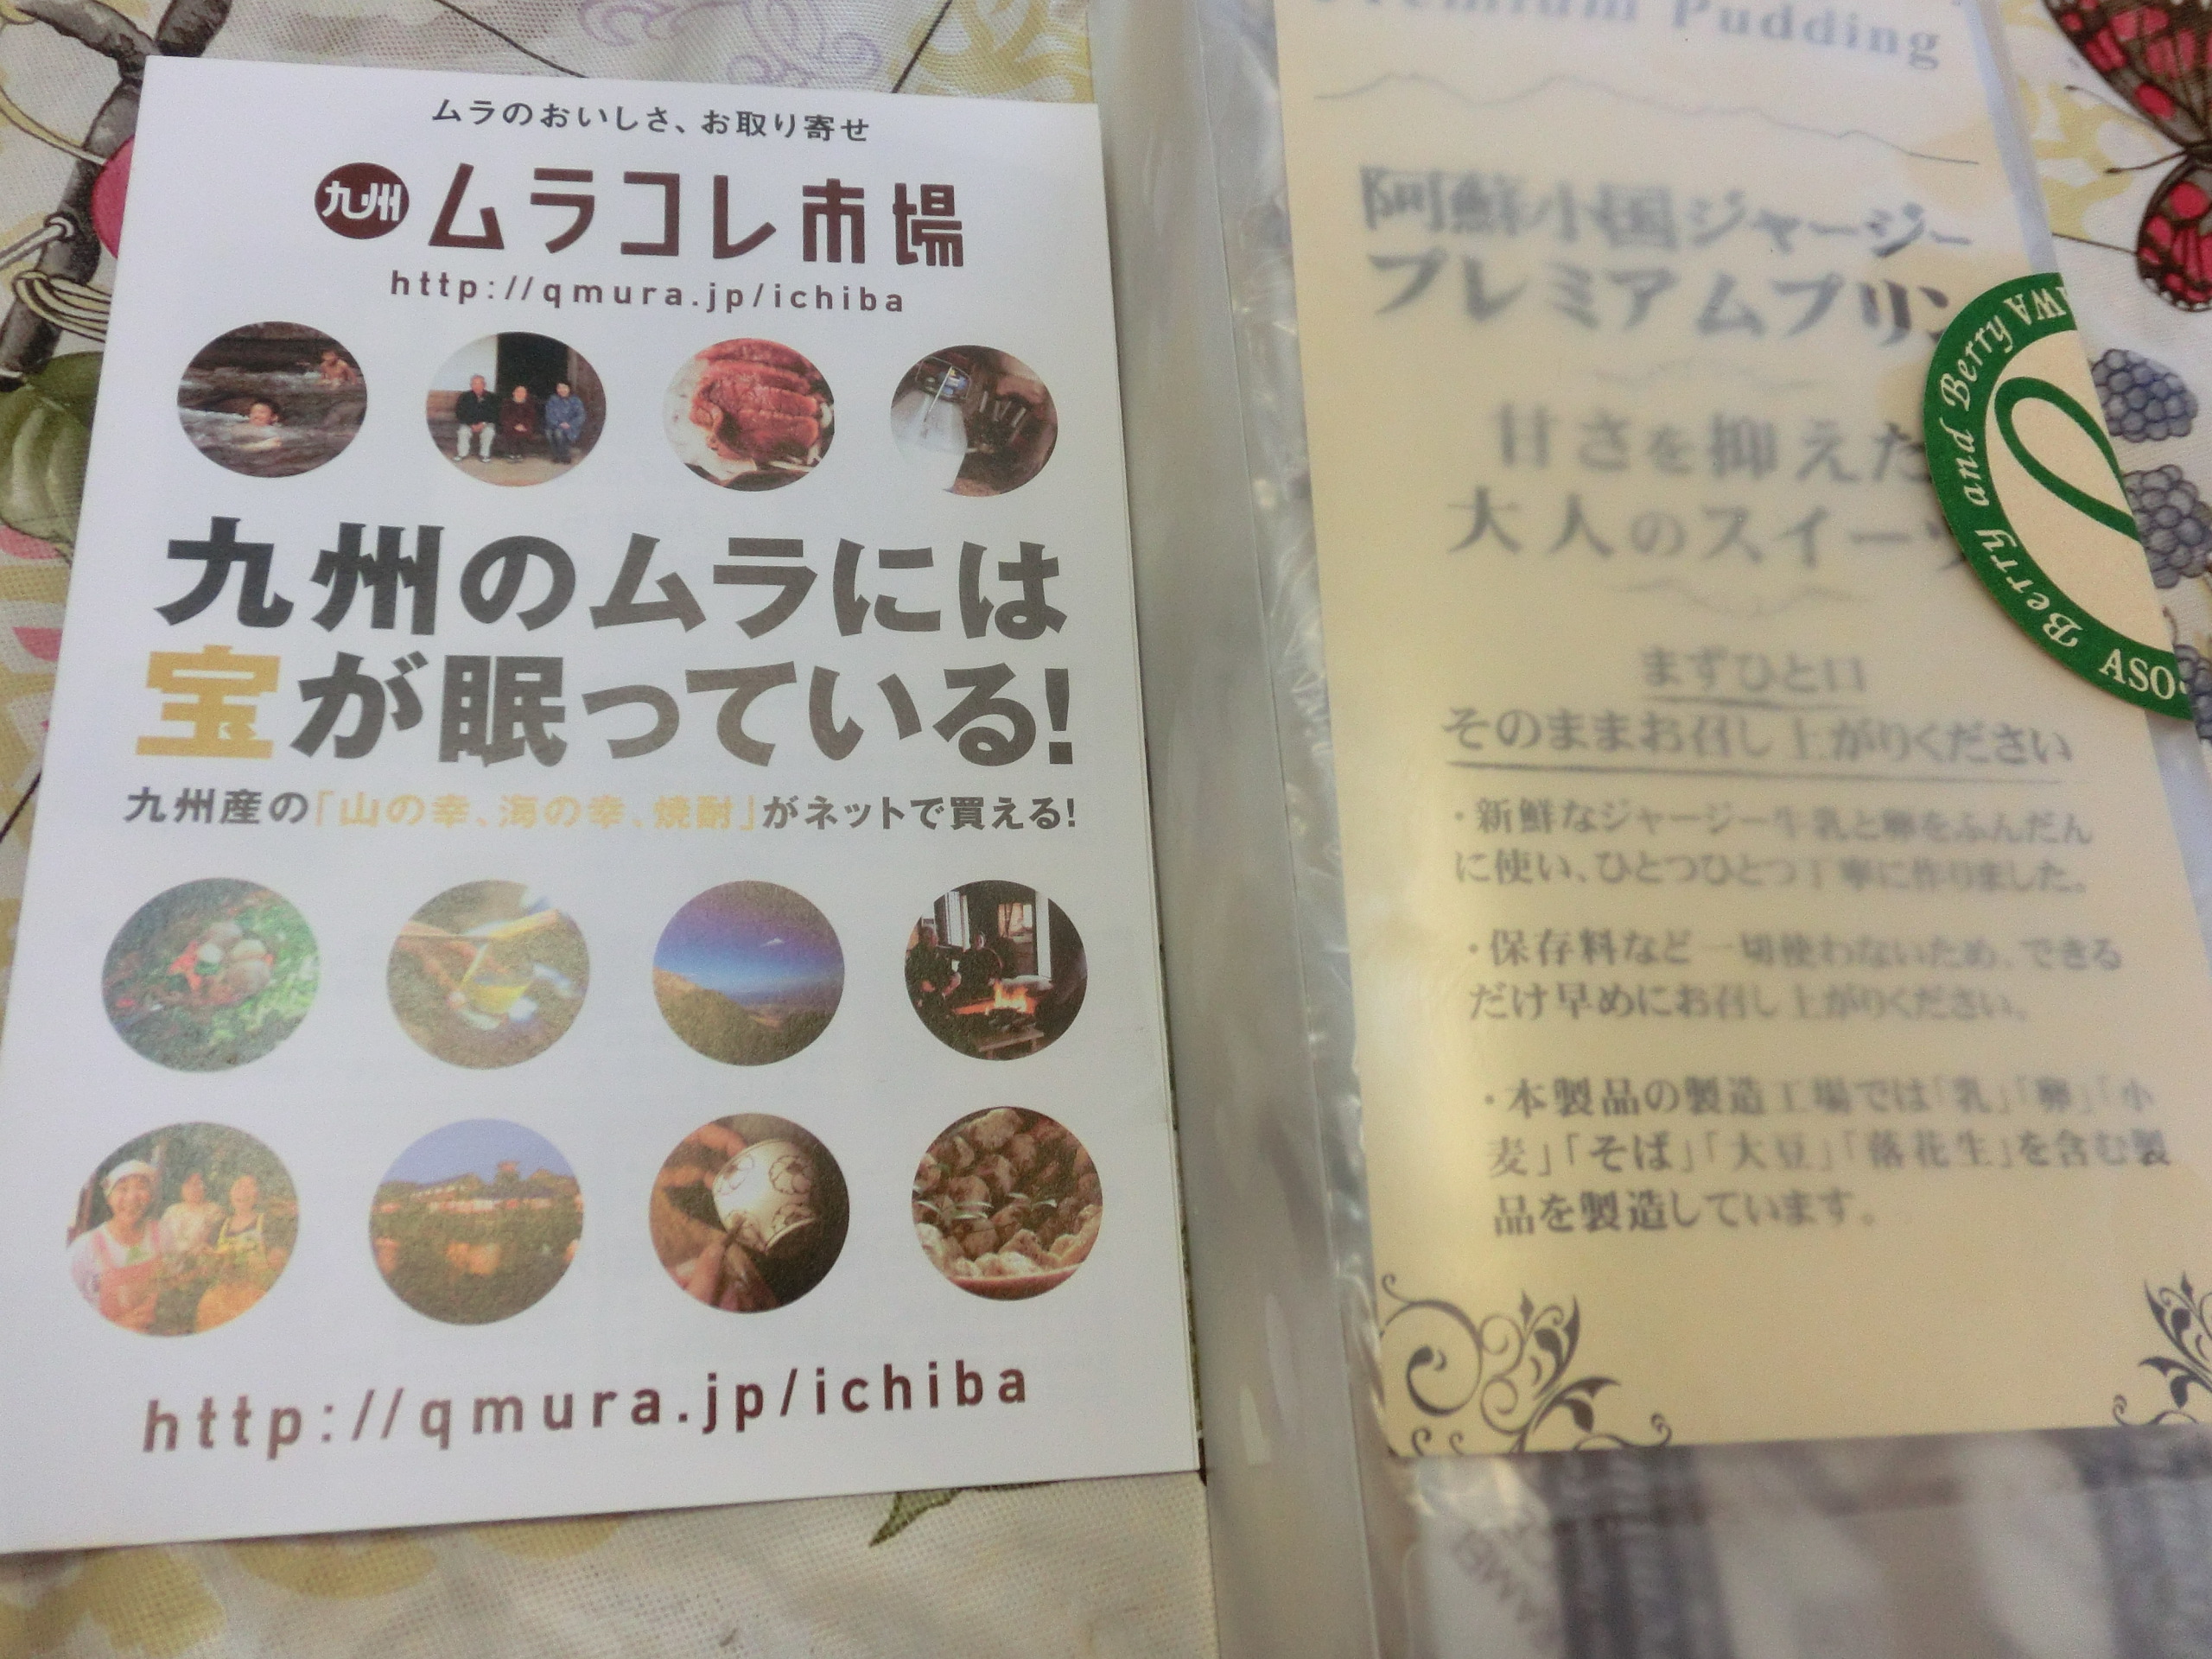 ムラのおいしさ、お取り寄せ
九州 ムラコレ市場
http://qmura.jp/ichiba
九州のムラには
宝が眠っている!
九州産の「山の幸、海の幸、焼酎」がネットで買える!
http://qmura.jp/ichiba
Premium Pudding
阿蘇小国ジャージー
プレミアムプリン
甘さを抑えた
大人のスイーツ
まずひと口
そのままお召し上がりください
・新鮮なジャージー牛乳と卵をふんだん
に使い、ひとつひとつ丁寧に作りました。
・保存料など一切使わないため、できる
だけ早めにお召し上がりください。
・本製品の製造工場では「乳」「卵」「小
麦」「そば」「大豆」「落花生」を含む製
品を製造しています。
ASO
Berry and Berry